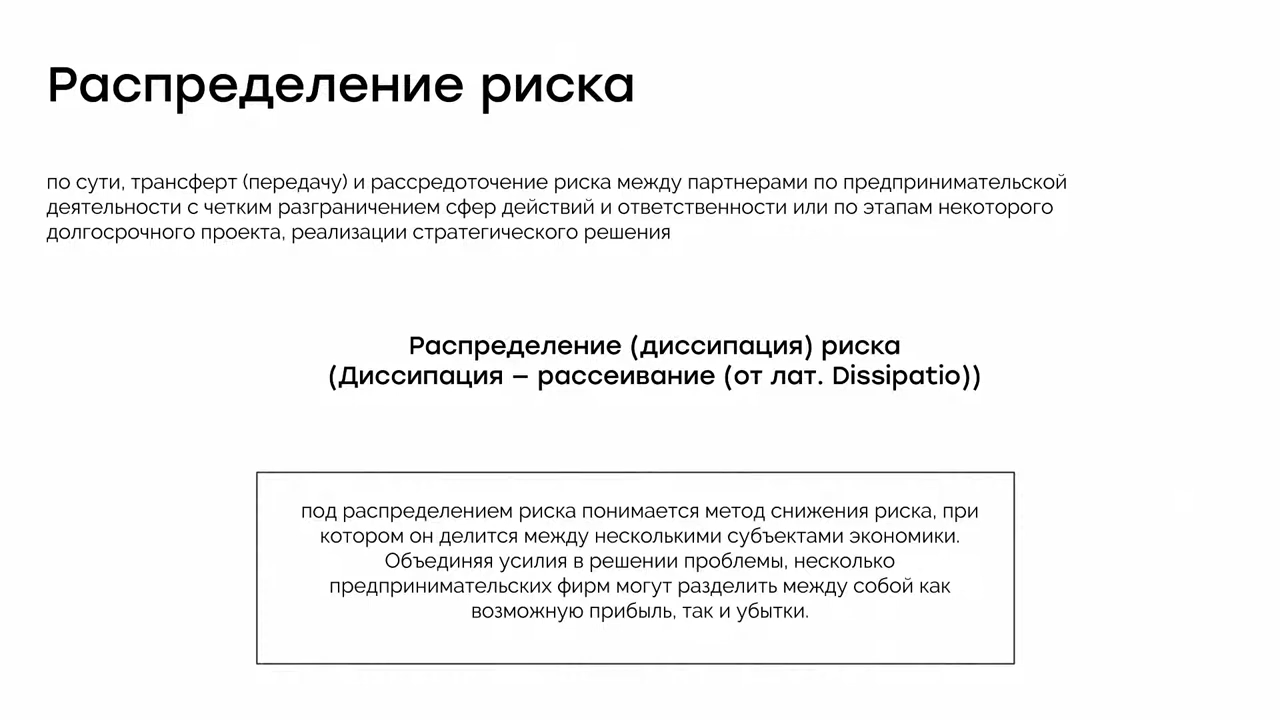 Распределение риска
по сути, трансферт (передачу) и рассредоточение риска между партнерами по предпринимательской
деятельности с четким разграничением сфер действий и ответственности или по этапам некоторого
долгосрочного проекта, реализации стратегического решения
Распределение (диссипация) риска
(Диссипация – рассеивание (от лат. Dissipatio))
под распределением риска понимается метод снижения риска, при
котором он делится между несколькими субъектами экономики.
Объединяя усилия в решении проблемы, несколько
предпринимательских фирм могут разделить между собой как
возможную прибыль, так и убытки.